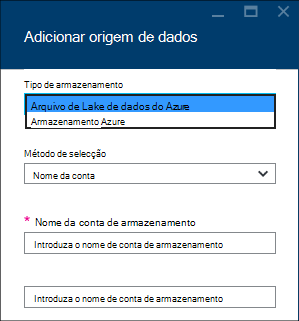 Adicionar origem de dados
Tipo de armazenamento
Arquivo de Lake de dados do Azure
Armazenamento Azure
Método de selecção
Nome da conta
* Nome da conta de armazenamento
Introduza o nome de conta de armazenamento
Introduza o nome de conta de armazenamento